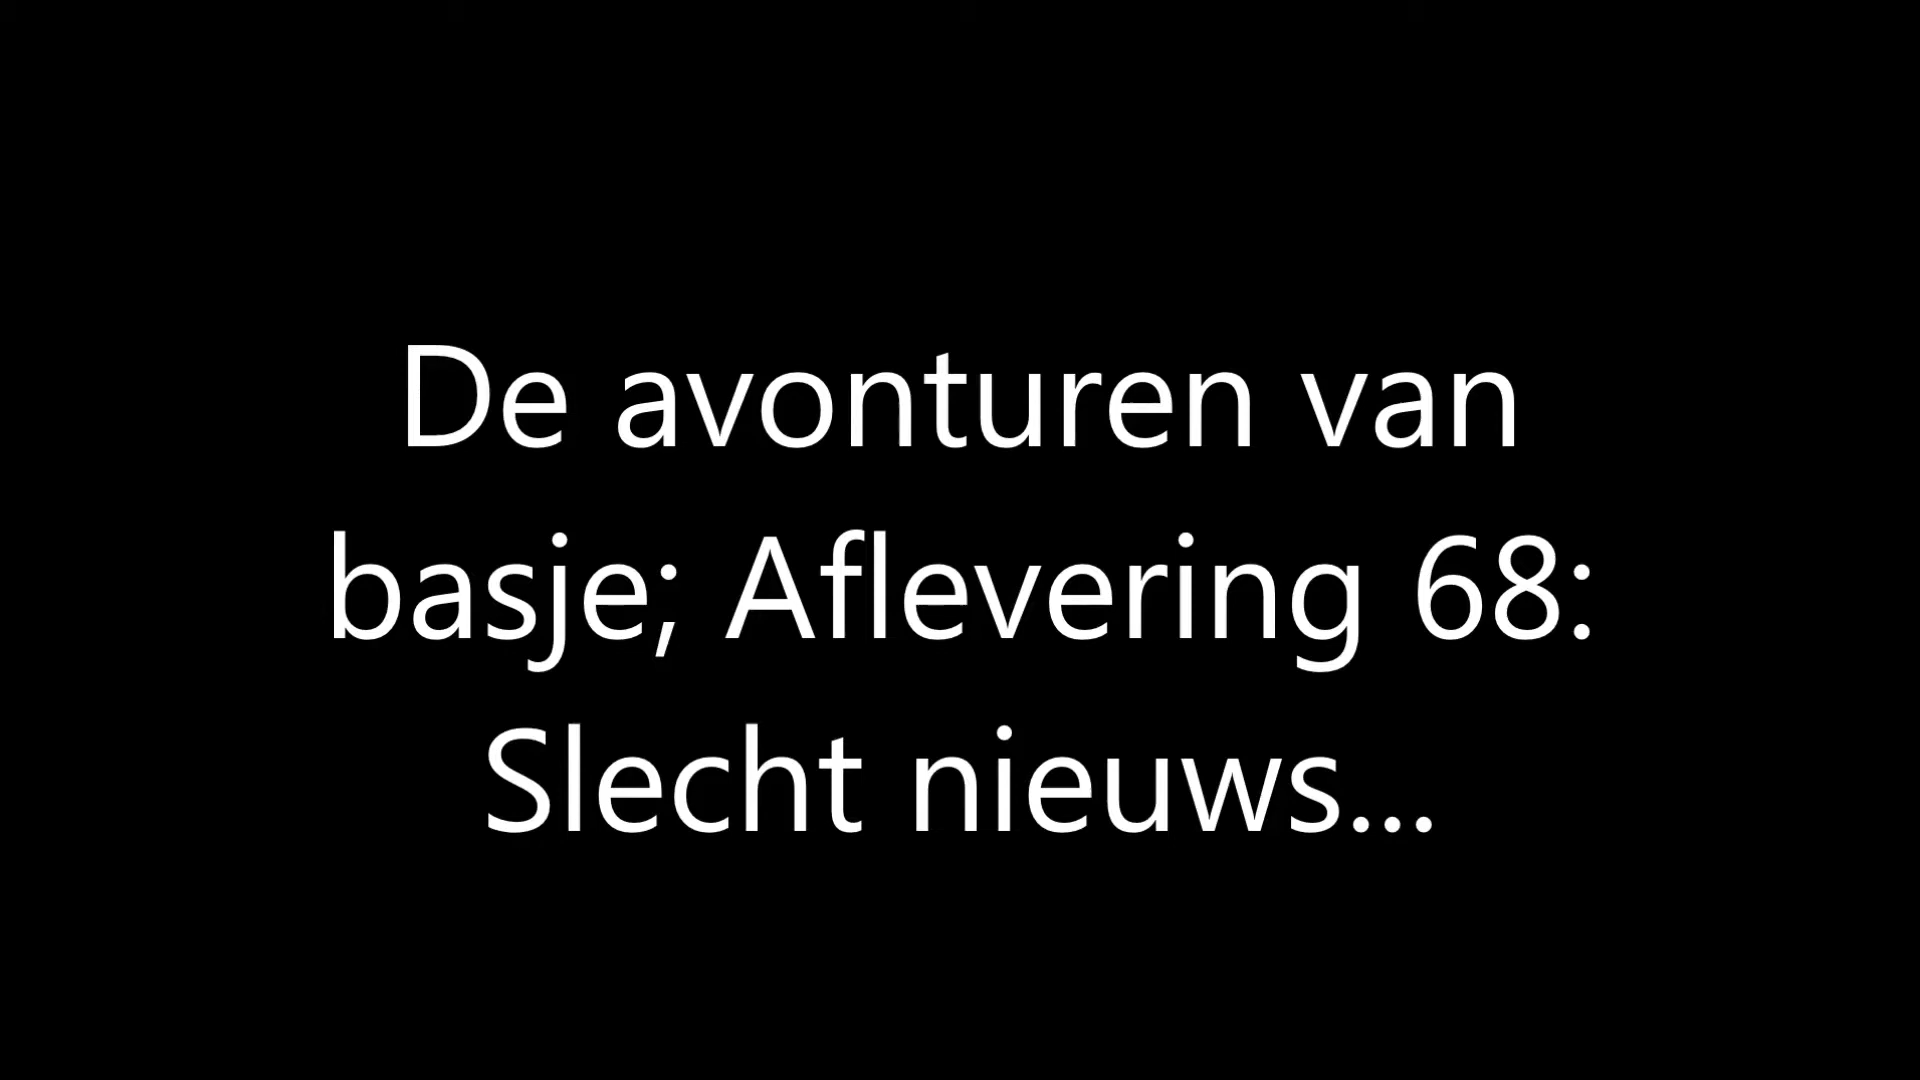 De avonturen van
basje; Aflevering 68:
Slecht nieuws...